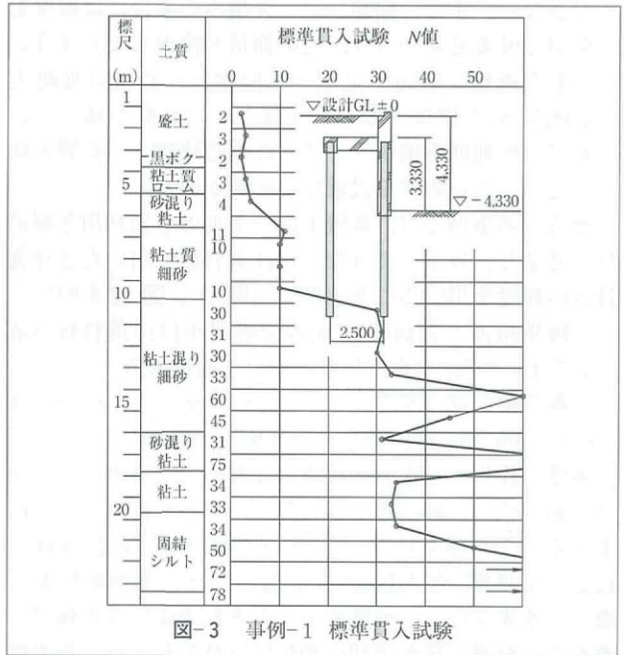 標尺
(m)
土質
標準貫入試験 N値
0 10 20 30 40 50
1
5
10
15
20
盛土
黒ボク
粘土質
ローム
砂混り
粘土
粘土質
細砂
粘土混り
細砂
砂混り
粘土
粘土
固結
シルト
2
3
2
3
4
11
10
10
30
31
30
33
60
45
31
75
34
33
34
50
72
78
▽設計GL±0
3,330
4,330
▽-4,330
2,500
図-3 事例-1 標準貫入試験